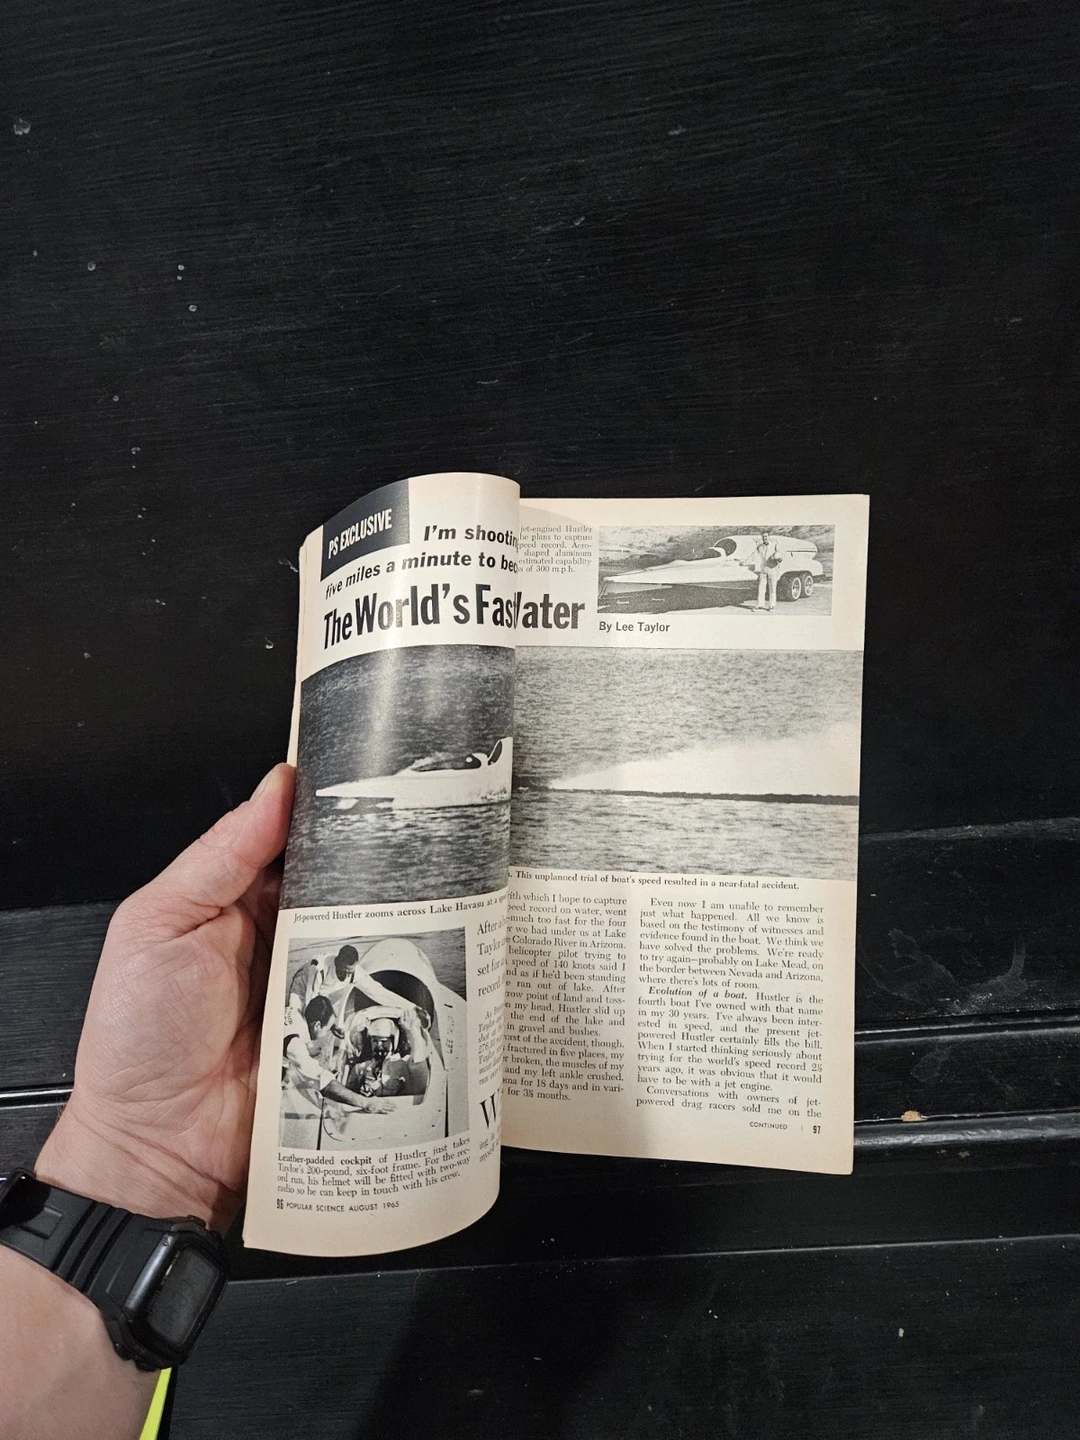 PS EXCLUSIVE
I'm shootin
five miles a minute to bec
The World's Fas
Jet-powered Hustler zooms across Lake Havasu at a
After a
Taylor
set for
record
W
Leather-padded cockpit of Hustler just takes
Taylor's 200-pound, six-foot frame. For the rec-
ord run, his helmet will be fitted with two-way
radio so he can keep in touch with his crew.
96 POPULAR SCIENCE AUGUST 1965
jet-engined Hustler
he plans to capture
peed record. Aero-
shaped aluminum
estimated capability
s of 300 m.p.h.
Vater
By Lee Taylor
. This unplanned trial of boat's speed resulted in a near-fatal accident.
ith which I hope to capture
peed record on water, went
much too fast for the four
r we had under us at Lake
e Colorado River in Arizona.
helicopter pilot trying to
speed of 140 knots said I
nd as if he'd been standing
e ran out of lake. After
row point of land and toss-
n my head, Hustler slid up
the end of the lake and
in gravel and bushes.
orst of the accident, though.
fractured in five places, my
r broken, the muscles of my
and my left ankle crushed.
ma for 18 days and in vari-
for 3½ months.
Even now I am unable to remember
just what happened. All we know is
based on the testimony of witnesses and
evidence found in the boat. We think we
have solved the problems. We're ready
to try again—probably on Lake Mead, on
the border between Nevada and Arizona,
where there's lots of room.
Evolution of a boat. Hustler is the
fourth boat I've owned with that name
in my 30 years. I've always been inter-
ested in speed, and the present jet-
powered Hustler certainly fills the bill.
When I started thinking seriously about
trying for the world's speed record 2½
years ago, it was obvious that it would
have to be with a jet engine.
Conversations with owners of jet-
powered drag racers sold me on the
CONTINUED 97